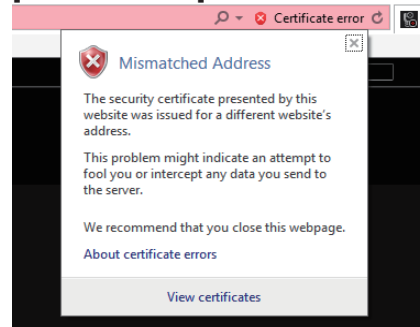 Certificate error
Mismatched Address
The security certificate presented by this
website was issued for a different website's
address.
This problem might indicate an attempt to
fool you or intercept any data you send to
the server.
We recommend that you close this webpage.
About certificate errors
View certificates